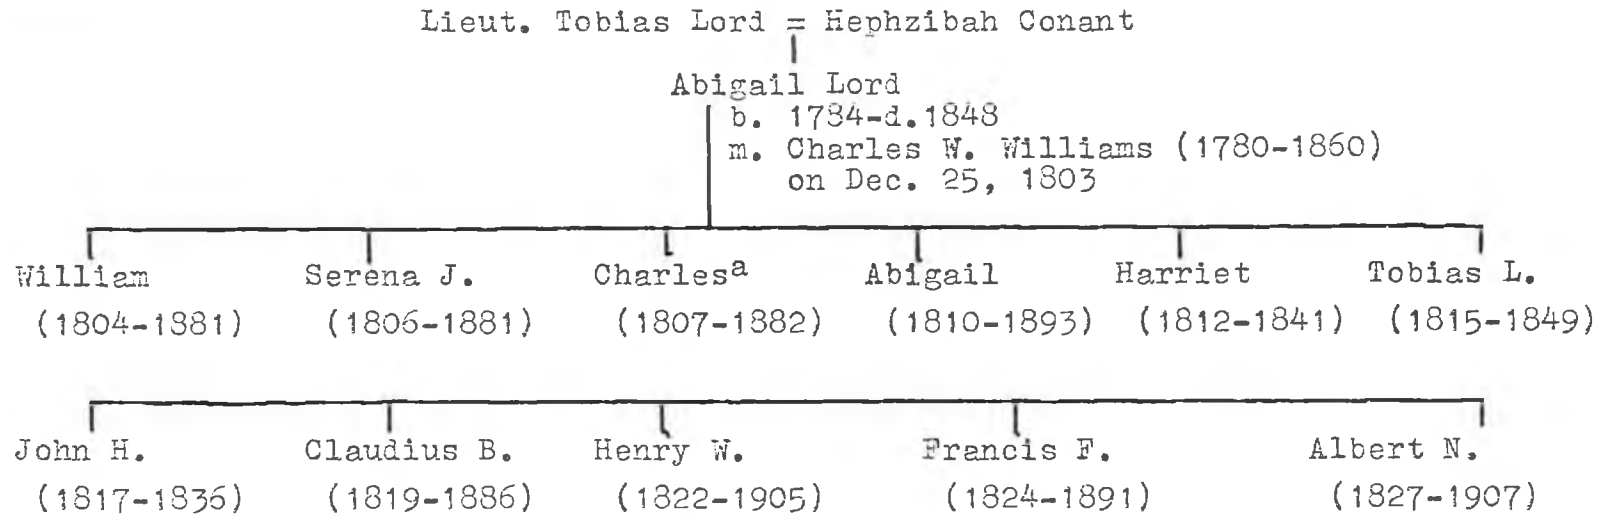 Lieut. Tobias Lord = Hephzibah Conant
Abigail Lord
b. 1784-d.1848
m. Charles W. Williams (1780-1860)
on Dec. 25, 1803
William Serena J. Charlesᵃ Abigail Harriet Tobias L.
(1804-1881) (1806-1881) (1807-1882) (1810-1893) (1812-1841) (1815-1849)
John H. Claudius B. Henry W. Francis F. Albert N.
(1817-1836) (1819-1886) (1822-1905) (1824-1891) (1827-1907)